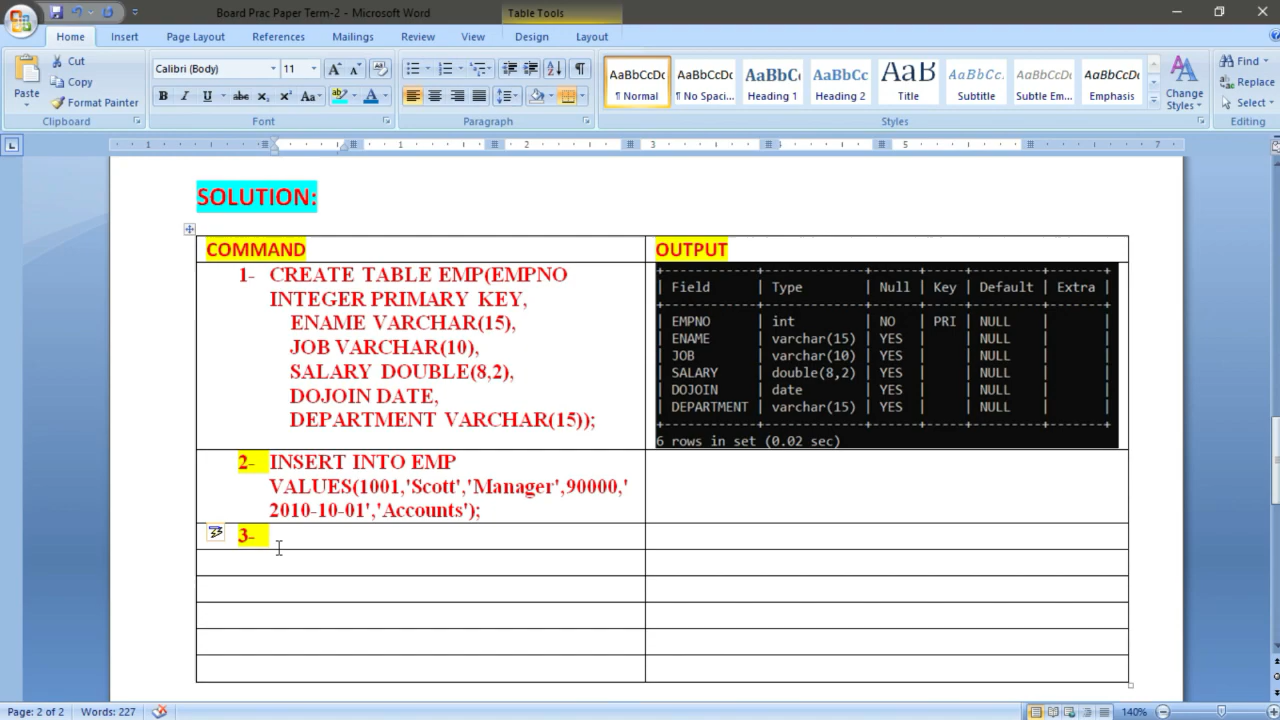 Board Prac Paper Term-2 - Microsoft Word
Table Tools
Home Insert Page Layout References Mailings Review View Design Layout
Paste
Cut
Copy
Format Painter
Clipboard
Calibri (Body) 11
Font
Paragraph
AaBbCcDc AaBbCcDc AaBbCc AaBbCc AaB AaBbCc. AaBbCcDc AaBbCcDc
¶ Normal ¶ No Spaci... Heading 1 Heading 2 Title Subtitle Subtle Em... Emphasis
Styles
Change Styles
Find
Replace
Select
Editing
1 1 2 3 5 7
SOLUTION:
COMMAND OUTPUT
1- CREATE TABLE EMP(EMPNO
INTEGER PRIMARY KEY,
ENAME VARCHAR(15),
JOB VARCHAR(10),
SALARY DOUBLE(8,2),
DOJOIN DATE,
DEPARTMENT VARCHAR(15));
+-----------+-------------+------+-----+---------+-------+
| Field | Type | Null | Key | Default | Extra |
+-----------+-------------+------+-----+---------+-------+
| EMPNO | int | NO | PRI | NULL | |
| ENAME | varchar(15) | YES | | NULL | |
| JOB | varchar(10) | YES | | NULL | |
| SALARY | double(8,2) | YES | | NULL | |
| DOJOIN | date | YES | | NULL | |
| DEPARTMENT | varchar(15) | YES | | NULL | |
+-----------+-------------+------+-----+---------+-------+
6 rows in set (0.02 sec)
2- INSERT INTO EMP
VALUES(1001,'Scott','Manager',90000,'
2010-10-01','Accounts');
3-
Page: 2 of 2 Words: 227 140%